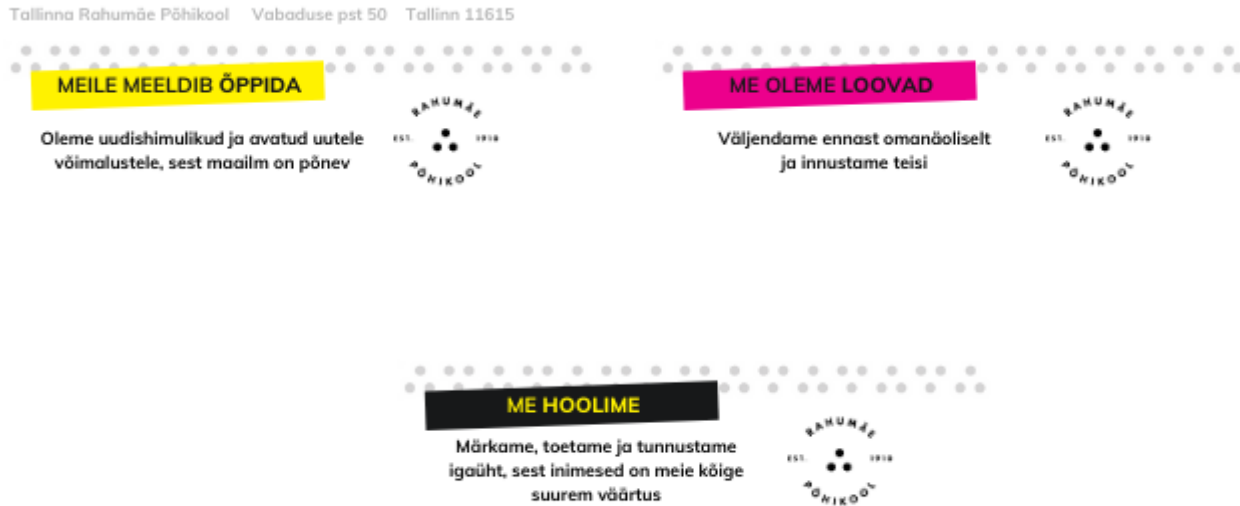 Tallinna Rahumäe Põhikool Vabaduse pst 50 Tallinn 11615
MEILE MEELDIB ÕPPIDA
Oleme uudishimulikud ja avatud uutele
võimalustele, sest maailm on põnev
RAHUMÄE
EST. 1918
PÕHIKOOL
ME OLEME LOOVAD
Väljendame ennast omanäoliselt
ja innustame teisi
RAHUMÄE
EST. 1918
PÕHIKOOL
ME HOOLIME
Märkame, toetame ja tunnustame
igaüht, sest inimesed on meie kõige
suurem väärtus
RAHUMÄE
EST. 1918
PÕHIKOOL